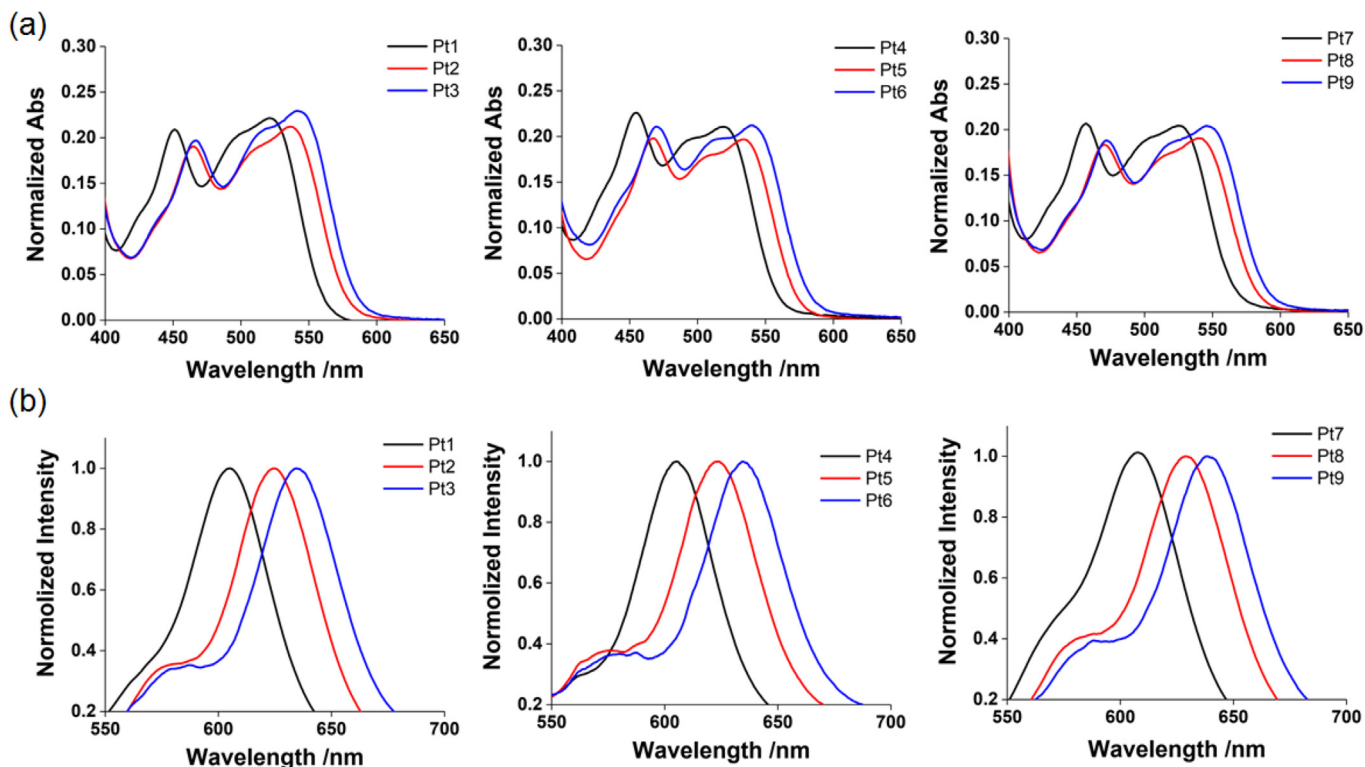 (a)
0.30
0.25
0.20
0.15
0.10
0.05
0.00
Normalized Abs
400 450 500 550 600 650
Wavelength /nm
Pt1
Pt2
Pt3
0.30
0.25
0.20
0.15
0.10
0.05
0.00
Normalized Abs
400 450 500 550 600 650
Wavelength /nm
Pt4
Pt5
Pt6
0.30
0.25
0.20
0.15
0.10
0.05
0.00
Normalized Abs
400 450 500 550 600 650
Wavelength /nm
Pt7
Pt8
Pt9
(b)
1.0
0.8
0.6
0.4
0.2
Normolized Intensity
550 600 650 700
Wavelength /nm
Pt1
Pt2
Pt3
1.0
0.8
0.6
0.4
0.2
Normolized Intensity
550 600 650 700
Wavelength /nm
Pt4
Pt5
Pt6
1.0
0.8
0.6
0.4
0.2
Normolized Intensity
550 600 650 700
Wavelength /nm
Pt7
Pt8
Pt9